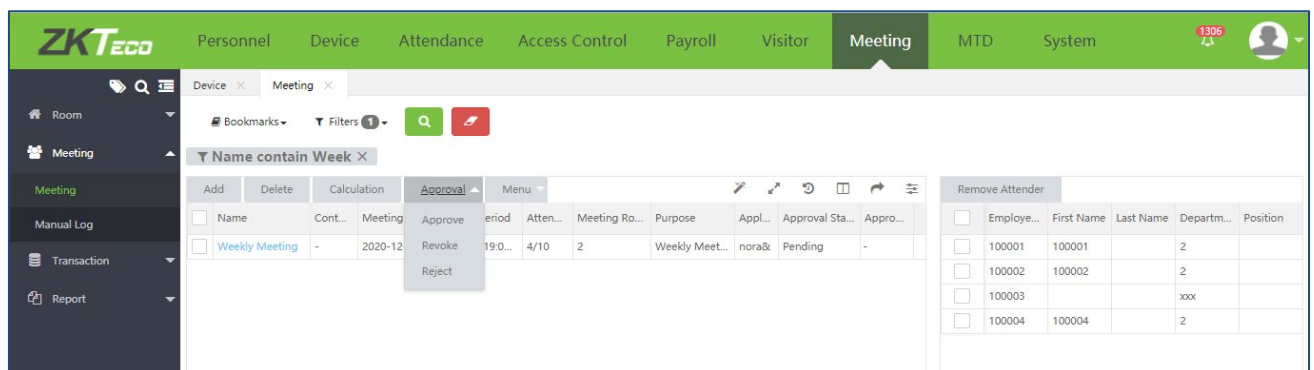 ZKTECO Personnel Device Attendance Access Control Payroll Visitor Meeting MTD System 1306
Device Meeting
Room
Bookmarks Filters 1
Meeting
Name contain Week
Meeting
Add Delete Calculation Approval Menu Remove Attender
Name Cont... Meeting eriod Atten... Meeting Ro... Purpose Appl... Approval Sta... Appro... Employe... First Name Last Name Departm... Position
Approve
Manual Log
Weekly Meeting - 2020-12 19:0... 4/10 2 Weekly Meet... nora& Pending - 100001 100001 2
Revoke
Transaction
Reject
100002 100002 2
Report
100003 xxx
100004 100004 2